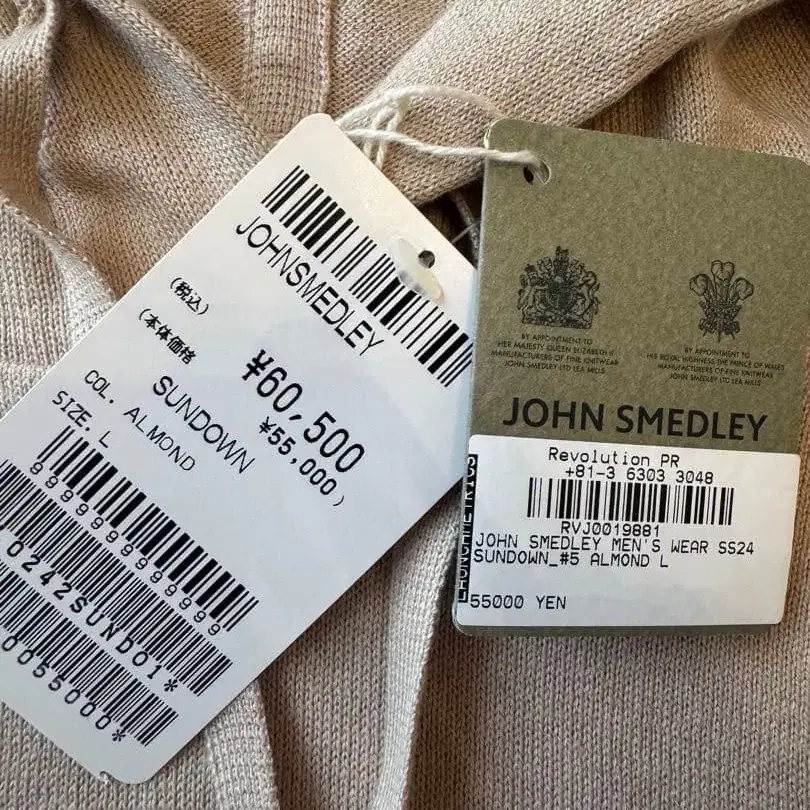 JOHNSMEDLEY
(税込)
¥60,500
(本体価格
¥55,000)
SUNDOWN
COL. ALMOND
SIZE. L
0242SUND01*
0055000*
BY APPOINTMENT TO
HER MAJESTY QUEEN ELIZABETH II
MANUFACTURERS OF FINE KNITWEAR
JOHN SMEDLEY LTD LEA MILLS
BY APPOINTMENT TO
HIS ROYAL HIGHNESS THE PRINCE OF WALES
MANUFACTURERS OF FINE KNITWEAR
JOHN SMEDLEY LTD LEA MILLS
JOHN SMEDLEY
Revolution PR
+81-3 6303 3048
RVJ0019881
JOHN SMEDLEY MEN'S WEAR SS24
SUNDOWN_#5 ALMOND L
55000 YEN
LAUNCHMETRICS